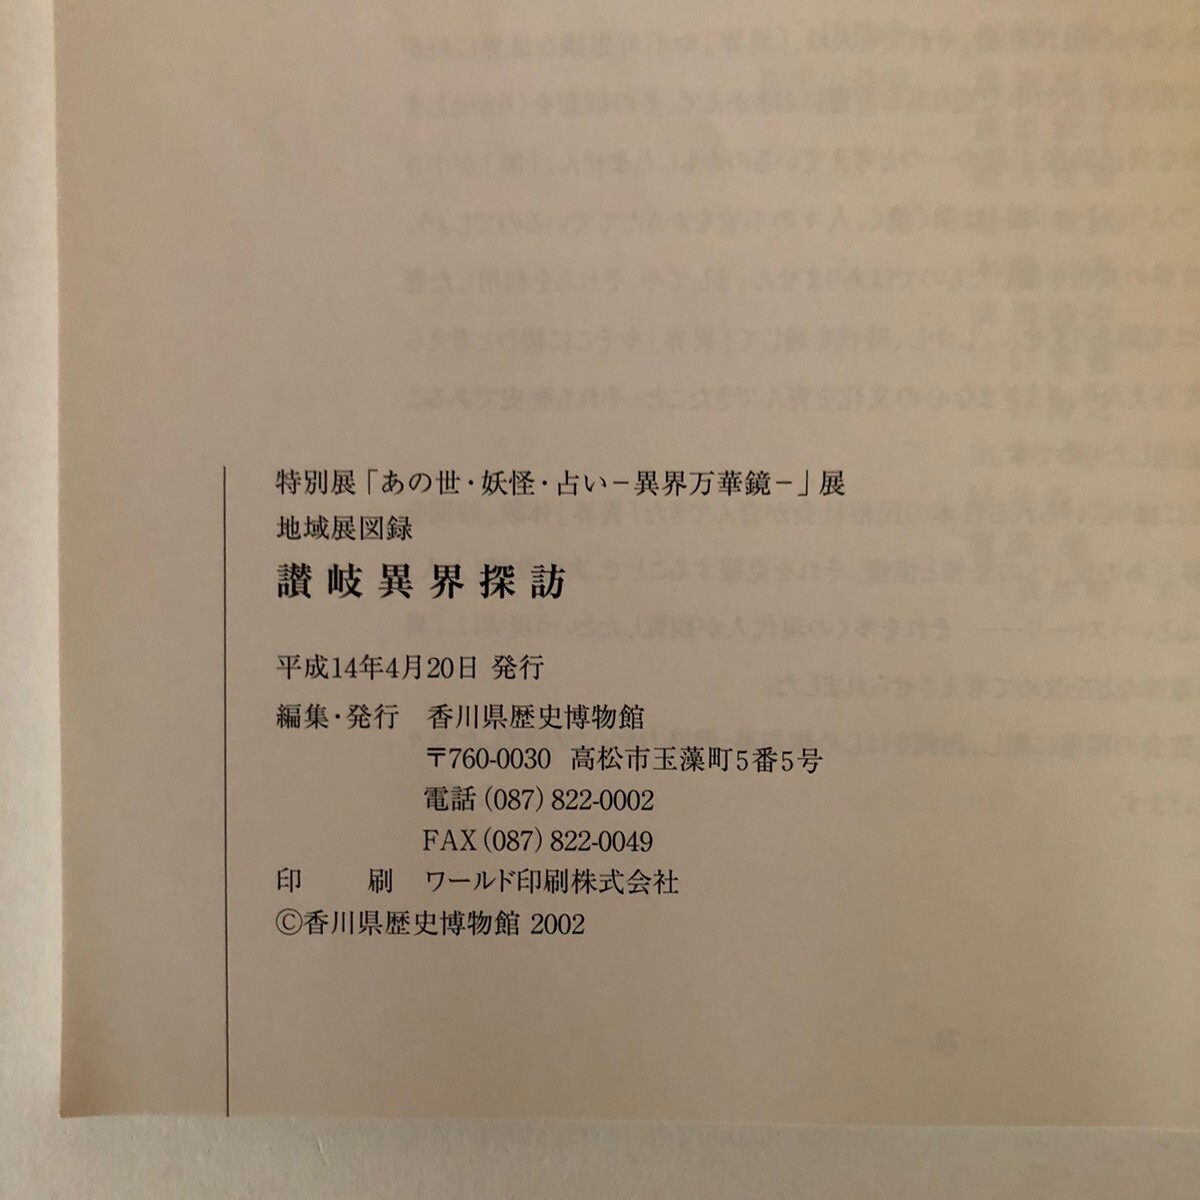 特別展「あの世・妖怪・占い－異界万華鏡－」展
地域展図録
讃岐異界探訪
平成14年4月20日 発行
編集・発行 香川県歴史博物館
〒760-0030 高松市玉藻町5番5号
電話(087)822-0002
FAX(087)822-0049
印 刷 ワールド印刷株式会社
©香川県歴史博物館 2002